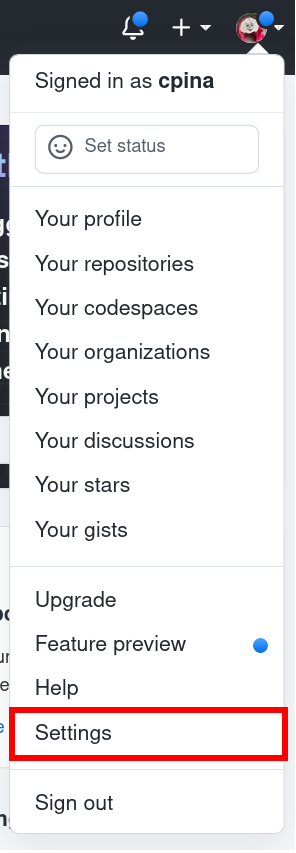 Signed in as cpina
Set status
Your profile
Your repositories
Your codespaces
Your organizations
Your projects
Your discussions
Your stars
Your gists
Upgrade
Feature preview
Help
Settings
Sign out